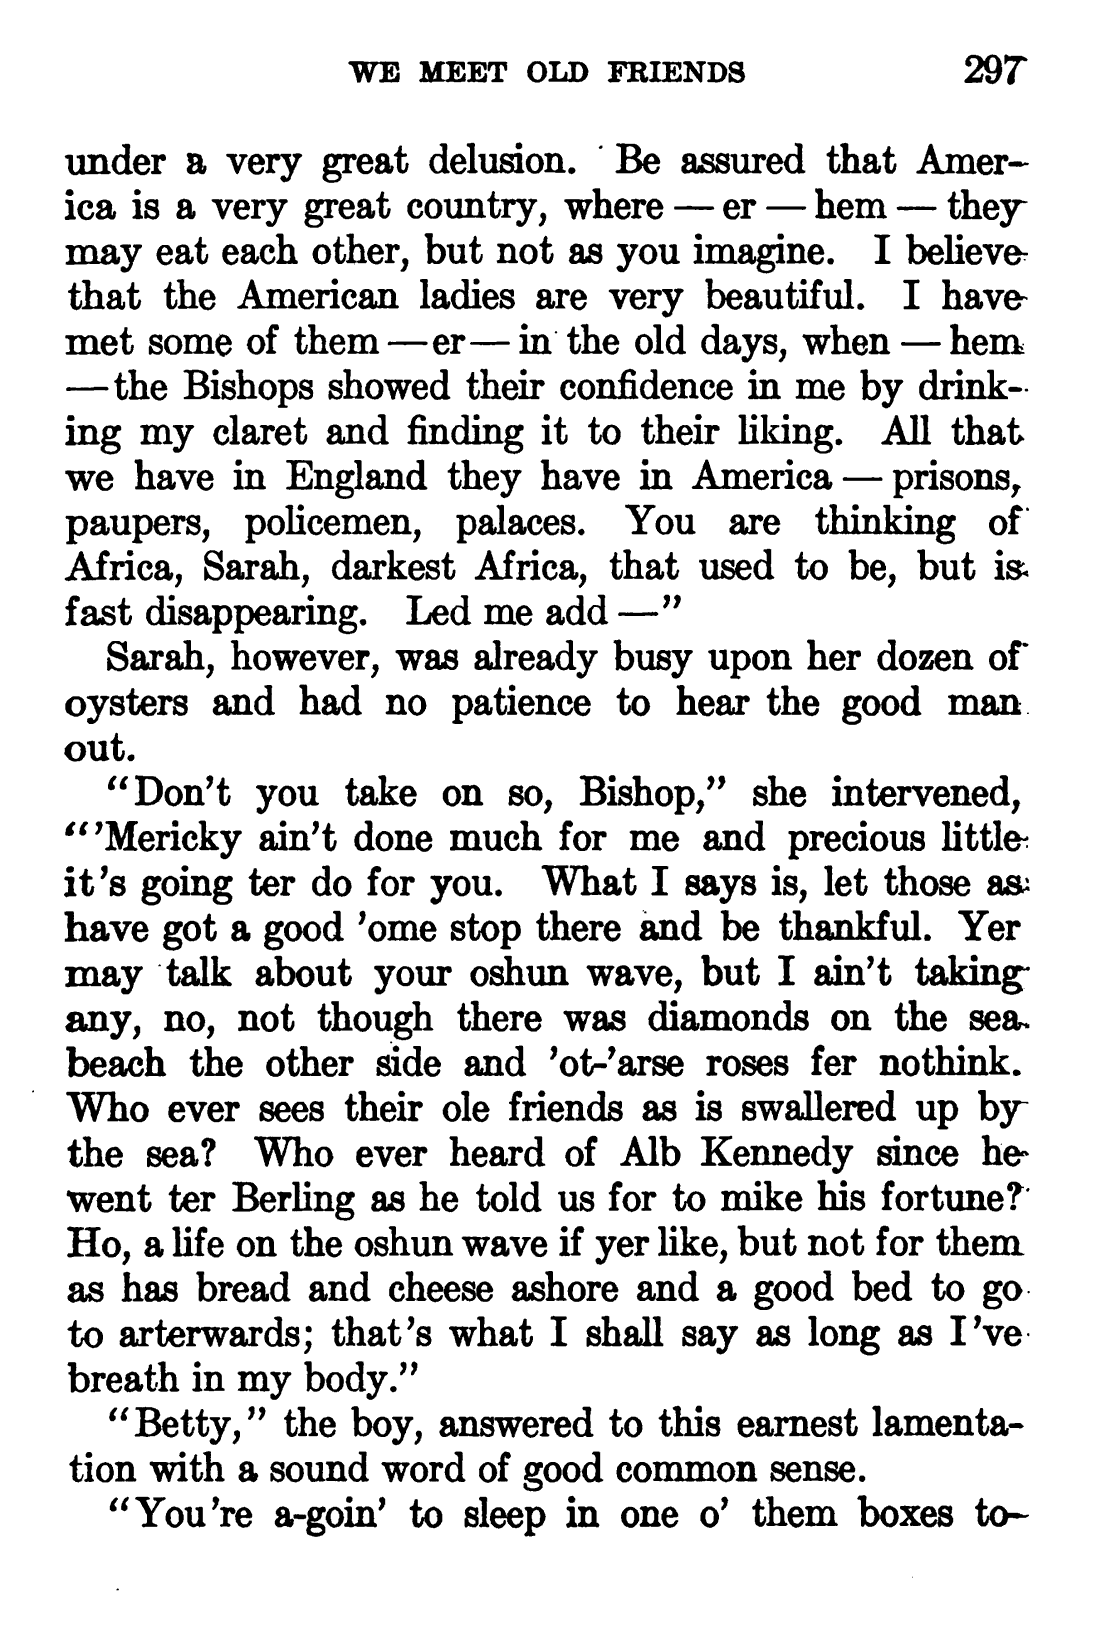 WE MEET OLD FRIENDS 297
under a very great delusion. Be assured that Amer-
ica is a very great country, where — er — hem — they
may eat each other, but not as you imagine. I believe
that the American ladies are very beautiful. I have
met some of them —er— in the old days, when — hem
— the Bishops showed their confidence in me by drink-
ing my claret and finding it to their liking. All that
we have in England they have in America — prisons,
paupers, policemen, palaces. You are thinking of
Africa, Sarah, darkest Africa, that used to be, but is
fast disappearing. Led me add —"
Sarah, however, was already busy upon her dozen of
oysters and had no patience to hear the good man
out.
"Don't you take on so, Bishop," she intervened,
"'Mericky ain't done much for me and precious little
it's going ter do for you. What I says is, let those as
have got a good 'ome stop there and be thankful. Yer
may talk about your oshun wave, but I ain't taking
any, no, not though there was diamonds on the sea
beach the other side and 'ot-'arse roses fer nothink.
Who ever sees their ole friends as is swallered up by
the sea? Who ever heard of Alb Kennedy since he
went ter Berling as he told us for to mike his fortune?
Ho, a life on the oshun wave if yer like, but not for them
as has bread and cheese ashore and a good bed to go
to arterwards; that's what I shall say as long as I've
breath in my body."
"Betty," the boy, answered to this earnest lamenta-
tion with a sound word of good common sense.
"You're a-goin' to sleep in one o' them boxes to-